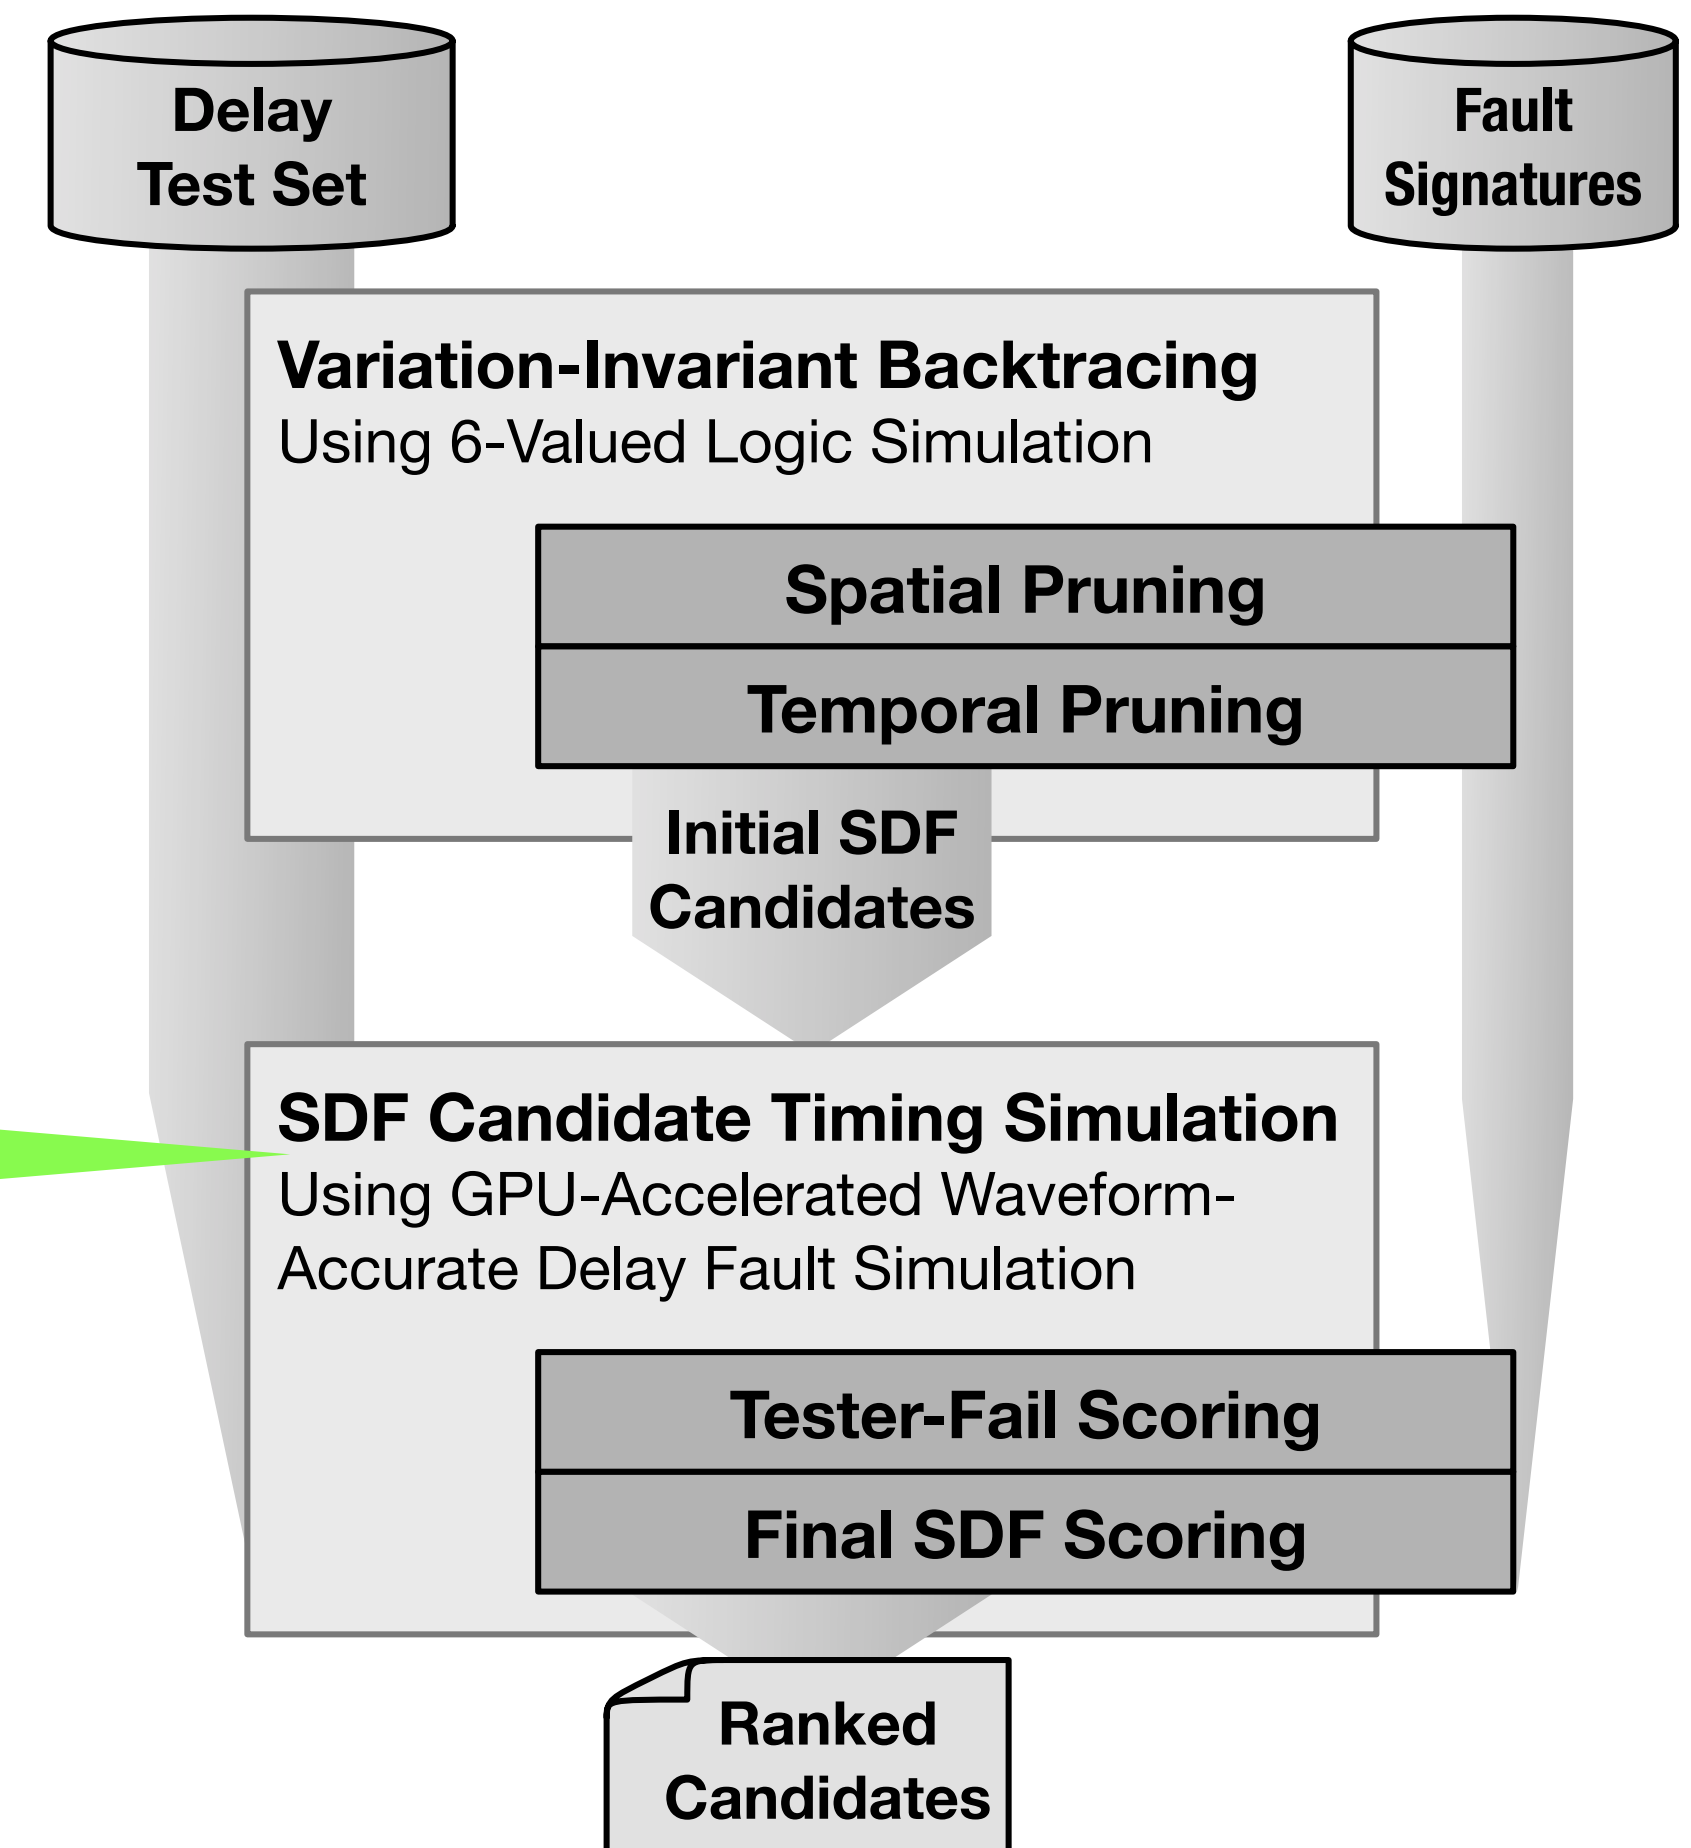 Delay
Test Set
Fault
Signatures
Variation-Invariant Backtracing
Using 6-Valued Logic Simulation
Spatial Pruning
Temporal Pruning
Initial SDF
Candidates
SDF Candidate Timing Simulation
Using GPU-Accelerated Waveform-
Accurate Delay Fault Simulation
Tester-Fail Scoring
Final SDF Scoring
Ranked
Candidates